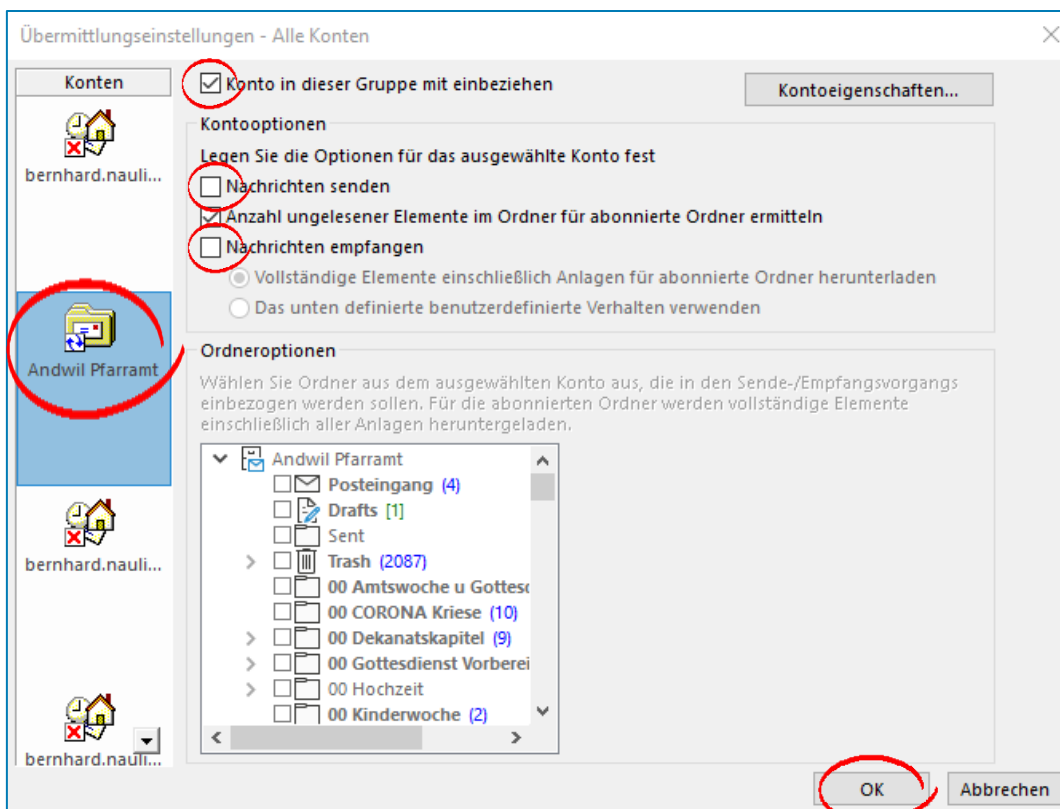 Übermittlungseinstellungen - Alle Konten
Konten
bernhard.nauli...
Andwil Pfarramt
bernhard.nauli...
bernhard.nauli...
Konto in dieser Gruppe mit einbeziehen
Kontoeigenschaften...
Kontooptionen
Legen Sie die Optionen für das ausgewählte Konto fest
Nachrichten senden
Anzahl ungelesener Elemente im Ordner für abonnierte Ordner ermitteln
Nachrichten empfangen
Vollständige Elemente einschließlich Anlagen für abonnierte Ordner herunterladen
Das unten definierte benutzerdefinierte Verhalten verwenden
Ordneroptionen
Wählen Sie Ordner aus dem ausgewählten Konto aus, die in den Sende-/Empfangsvorgangs
einbezogen werden sollen. Für die abonnierten Ordner werden vollständige Elemente
einschließlich aller Anlagen heruntergeladen.
Andwil Pfarramt
Posteingang (4)
Drafts [1]
Sent
Trash (2087)
00 Amtswoche u Gottesd
00 CORONA Kriese (10)
00 Dekanatskapitel (9)
00 Gottesdienst Vorberei
00 Hochzeit
00 Kinderwoche (2)
OK
Abbrechen